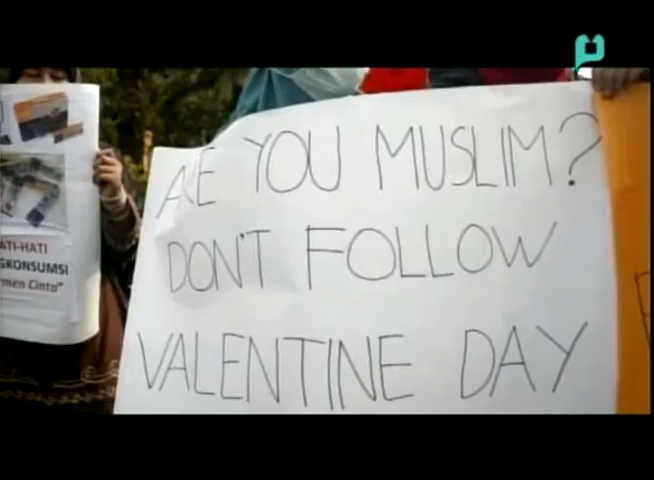 ARE YOU MUSLIM?
DON'T FOLLOW
VALENTINE DAY
ATI-HATI
GKONSUMSI
men Cinta"